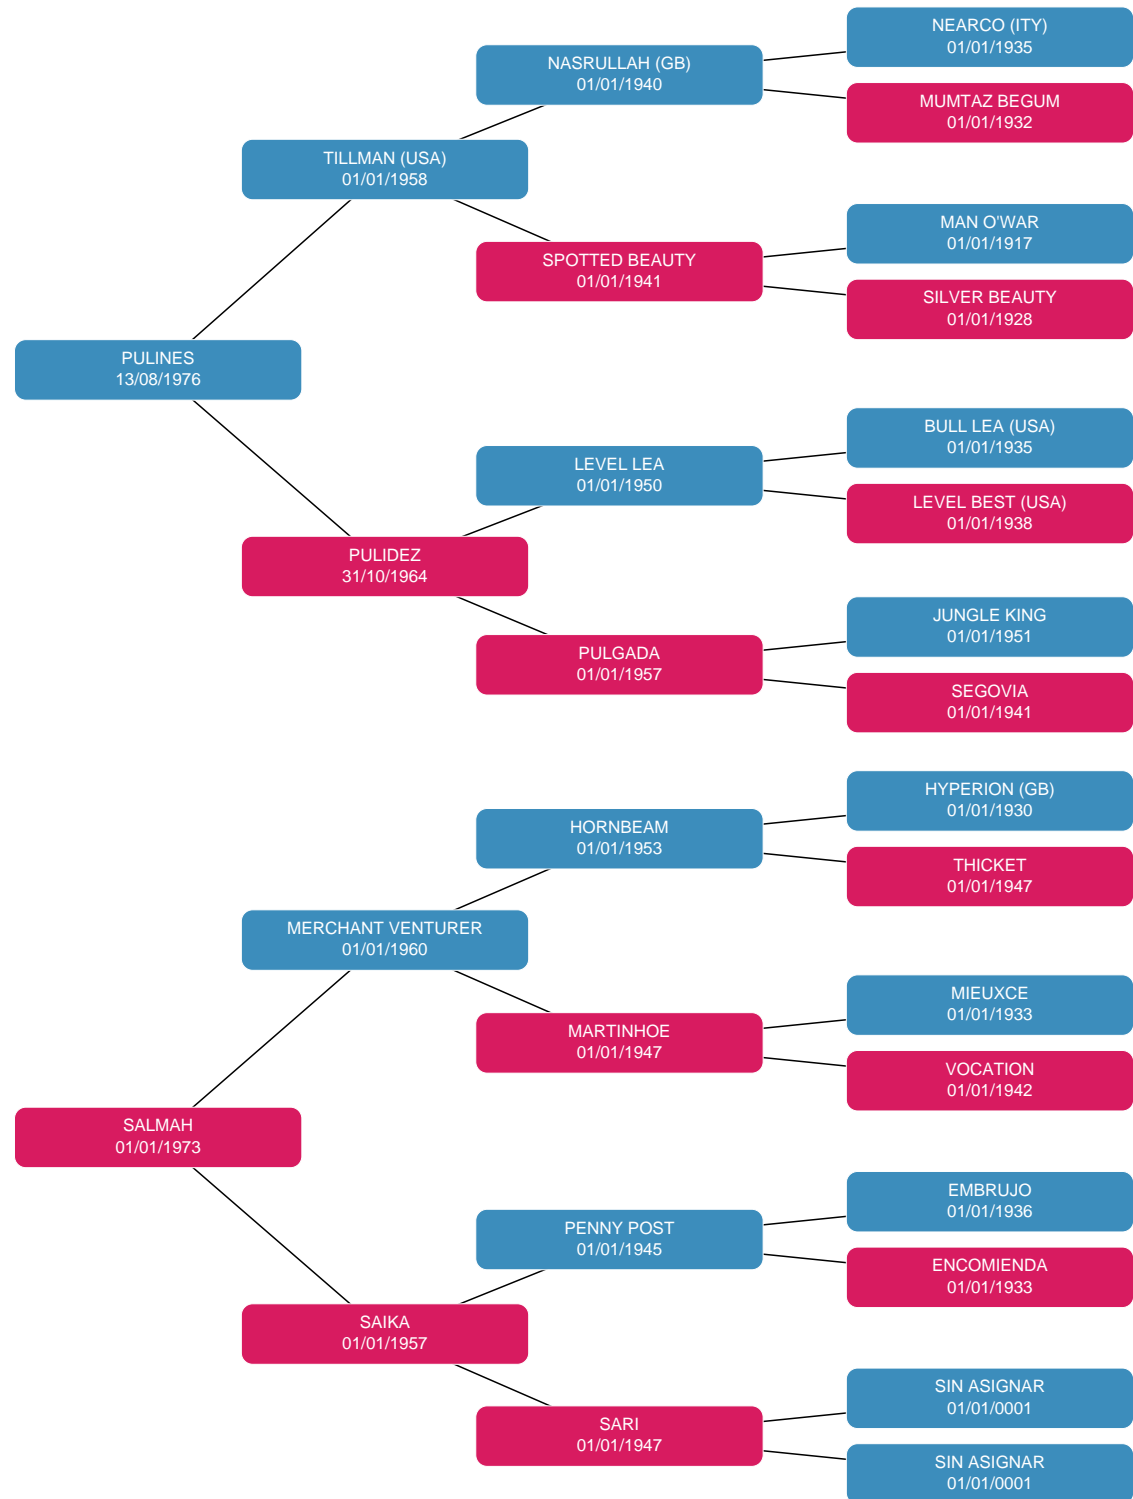 NEARCO (ITY)
01/01/1935
NASRULLAH (GB)
01/01/1940
MUMTAZ BEGUM
01/01/1932
TILLMAN (USA)
01/01/1958
MAN O'WAR
01/01/1917
SPOTTED BEAUTY
01/01/1941
SILVER BEAUTY
01/01/1928
PULINES
13/08/1976
BULL LEA (USA)
01/01/1935
LEVEL LEA
01/01/1950
LEVEL BEST (USA)
01/01/1938
PULIDEZ
31/10/1964
JUNGLE KING
01/01/1951
PULGADA
01/01/1957
SEGOVIA
01/01/1941
HYPERION (GB)
01/01/1930
HORNBEAM
01/01/1953
THICKET
01/01/1947
MERCHANT VENTURER
01/01/1960
MIEUXCE
01/01/1933
MARTINHOE
01/01/1947
VOCATION
01/01/1942
SALMAH
01/01/1973
EMBRUJO
01/01/1936
PENNY POST
01/01/1945
ENCOMIENDA
01/01/1933
SAIKA
01/01/1957
SIN ASIGNAR
01/01/0001
SARI
01/01/1947
SIN ASIGNAR
01/01/0001